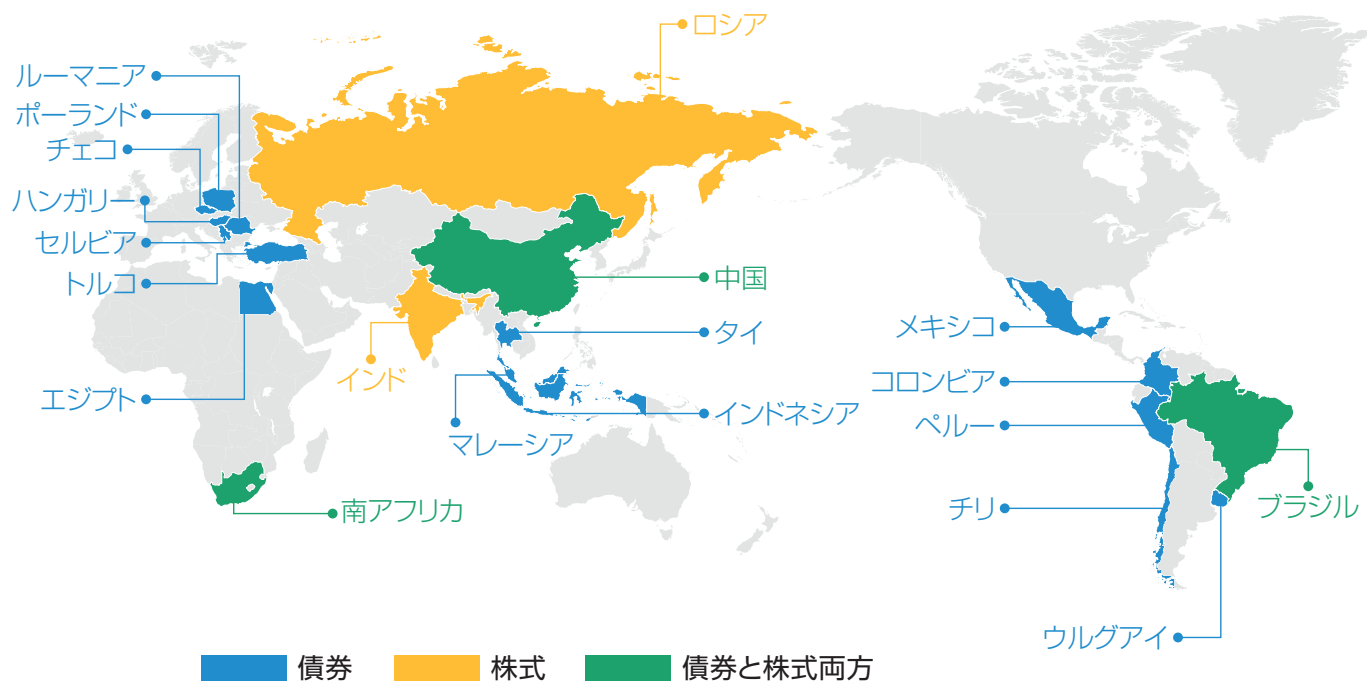 ロシア
ルーマニア
ポーランド
チェコ
ハンガリー
セルビア
トルコ
中国
タイ
メキシコ
インド
コロンビア
エジプト
インドネシア
ペルー
マレーシア
チリ
ブラジル
南アフリカ
ウルグアイ
債券
株式
債券と株式両方